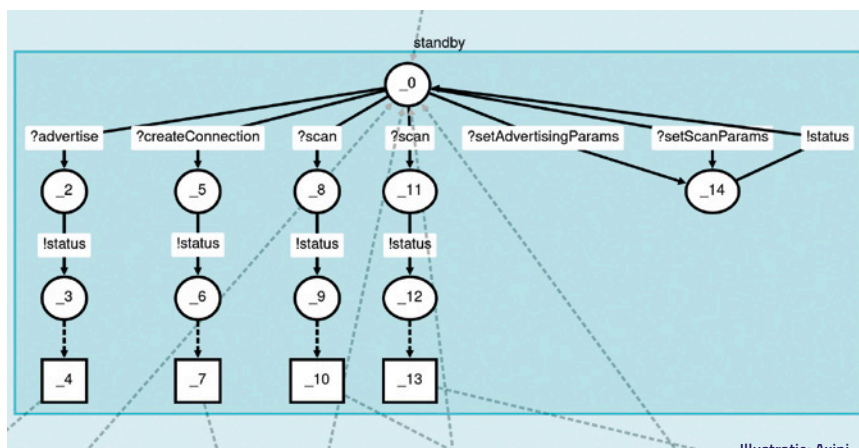 standby
_0
?advertise
?createConnection
?scan
?scan
?setAdvertisingParams
?setScanParams
!status
_2
_5
_8
_11
_14
!status
!status
!status
!status
_3
_6
_9
_12
_4
_7
_10
_13